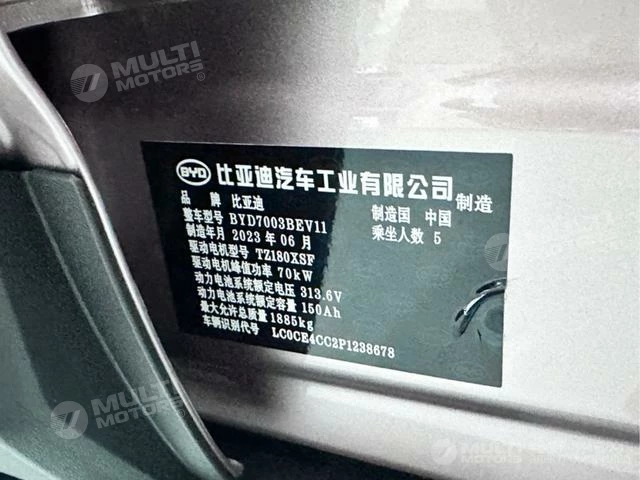 MULTI
MOTORS
BYD 比亚迪汽车工业有限公司 制造
品 牌 比亚迪
整车型号 BYD7003BEV11 制造国 中国
制造年月 2023 年 06 月 乘坐人数 5
驱动电机型号 TZ180XSF
驱动电机峰值功率 70kW
动力电池系统额定电压 313.6V
动力电池系统额定容量 150Ah
最大允许总质量 1885kg
车辆识别代号 LC0CE4CC2P1238678
MULTI
MOTORS